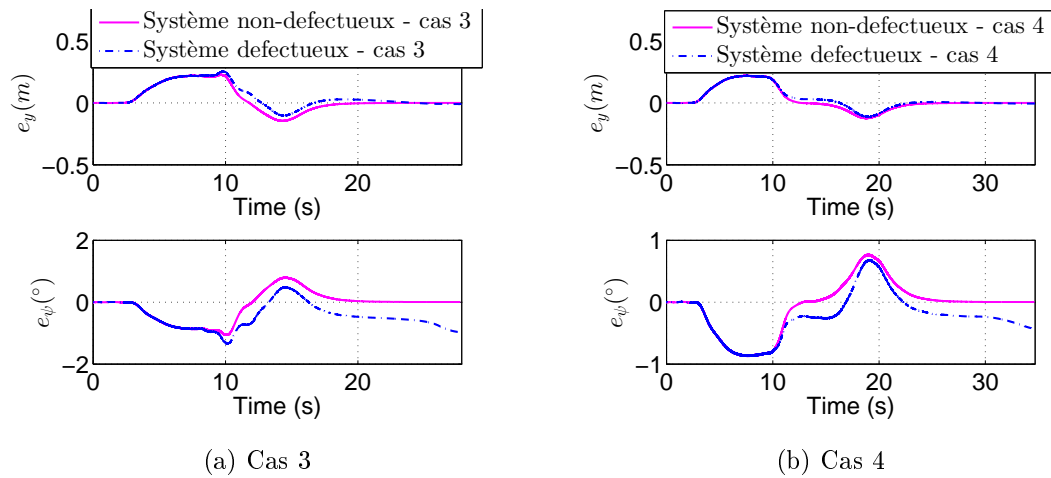 Système non-defectueux - cas 3
Système defectueux - cas 3
0.5
0
−0.5
e_y(m)
0 10 20
Time (s)
2
0
−2
e_ψ(°)
0 10 20
Time (s)
(a) Cas 3
Système non-defectueux - cas 4
Système defectueux - cas 4
0.5
0
−0.5
e_y(m)
0 10 20 30
Time (s)
1
0
−1
e_ψ(°)
0 10 20 30
Time (s)
(b) Cas 4